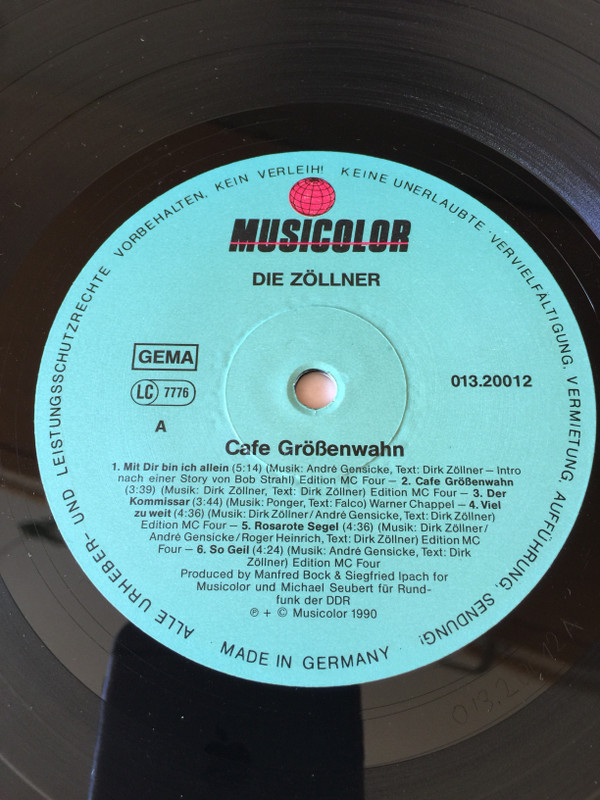 ALLE URHEBER- UND LEISTUNGSSCHUTZRECHTE VORBEHALTEN, KEIN VERLEIH! KEINE UNERLAUBTE VERVIELFÄLTIGUNG, VERMIETUNG, AUFFÜHRUNG, SENDUNG!
MUSICOLOR
DIE ZÖLLNER
GEMA
LC 7776
A
013.20012
Cafe Größenwahn
1. Mit Dir bin ich allein (5:14) (Musik: André Gensicke, Text: Dirk Zöllner – Intro
nach einer Story von Bob Strahl) Edition MC Four – 2. Cafe Größenwahn
(3:39) (Musik: Dirk Zöllner, Text: Dirk Zöllner) Edition MC Four – 3. Der
Kommissar (3:44) (Musik: Ponger, Text: Falco) Warner Chappel – 4. Viel
zu weit (4:36) (Musik: Dirk Zöllner/André Gensicke, Text: Dirk Zöllner)
Edition MC Four – 5. Rosarote Segel (4:36) (Musik: Dirk Zöllner/
André Gensicke/Roger Heinrich, Text: Dirk Zöllner) Edition MC
Four – 6. So Geil (4:24) (Musik: André Gensicke, Text: Dirk
Zöllner) Edition MC Four
Produced by Manfred Bock & Siegfried Ipach for
Musicolor und Michael Seubert für Rund-
funk der DDR
℗ + © Musicolor 1990
MADE IN GERMANY